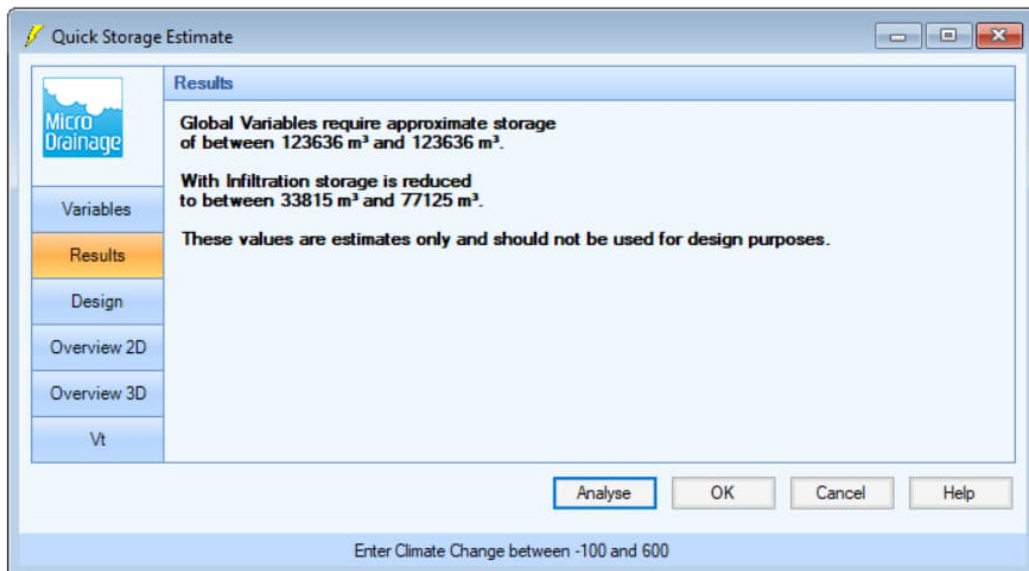 Quick Storage Estimate
Micro
Drainage
Variables
Results
Design
Overview 2D
Overview 3D
Vt
Results
Global Variables require approximate storage
of between 123636 m³ and 123636 m³.
With Infiltration storage is reduced
to between 33815 m³ and 77125 m³.
These values are estimates only and should not be used for design purposes.
Analyse
OK
Cancel
Help
Enter Climate Change between -100 and 600